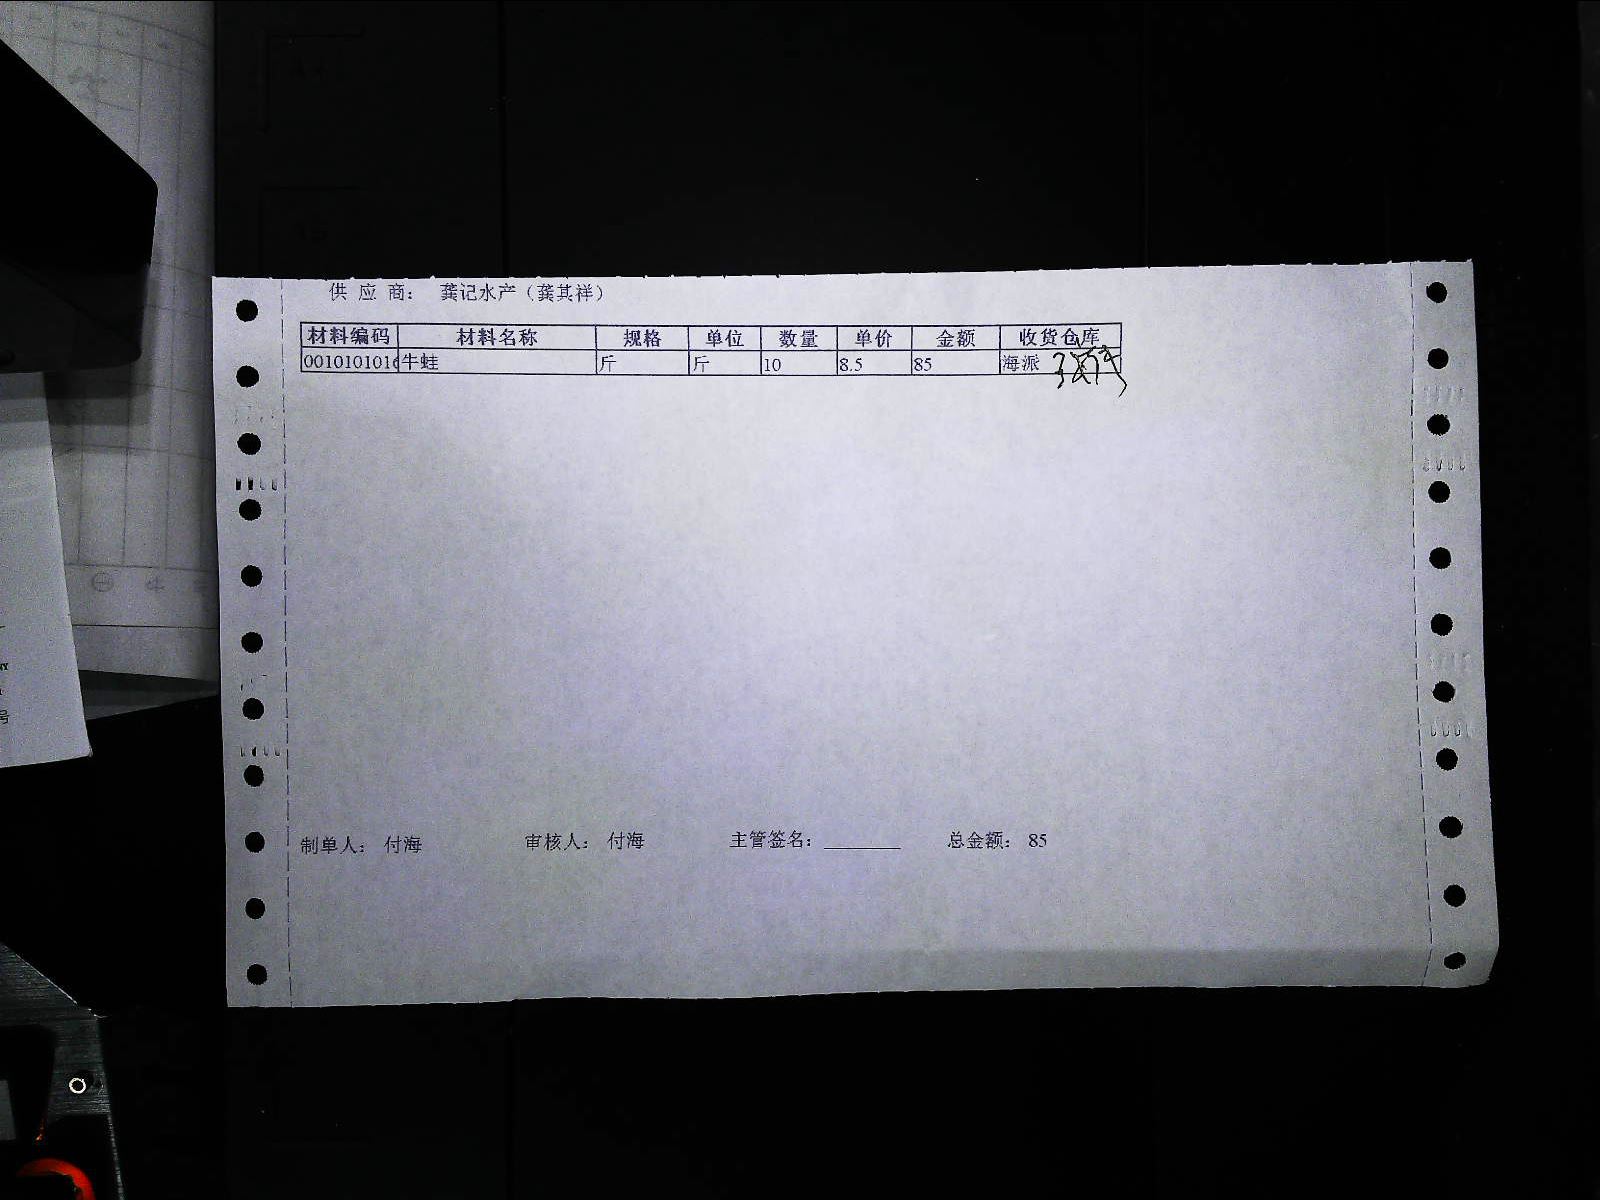 供 应 商： 龚记水产（龚其祥）
材料编码 材料名称 规格 单位 数量 单价 金额 收货仓库
0010101016 牛蛙 斤 斤 10 8.5 85 海派
制单人： 付海 审核人： 付海 主管签名：________ 总金额： 85
号